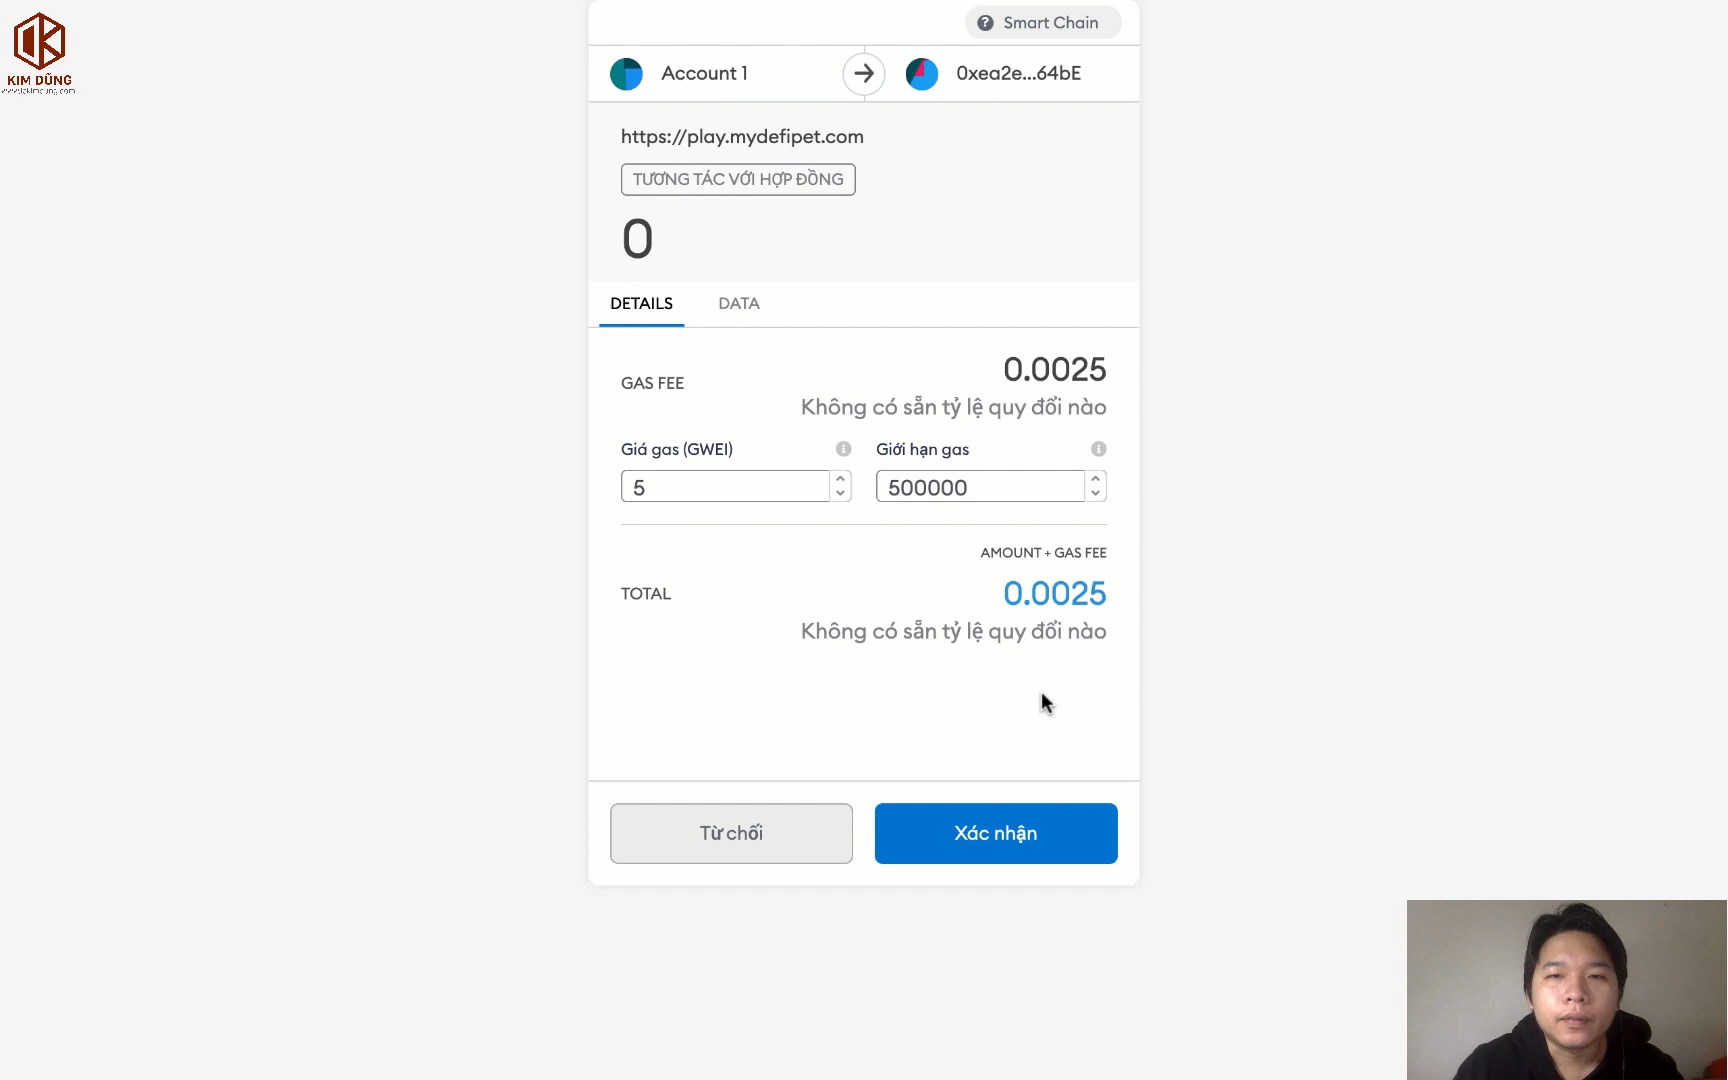 KIM DŨNG
Smart Chain
Account 1
0xea2e...64bE
https://play.mydefipet.com
TƯƠNG TÁC VỚI HỢP ĐỒNG
0
DETAILS
DATA
GAS FEE
0.0025
Không có sẵn tỷ lệ quy đổi nào
Giá gas (GWEI)
Giới hạn gas
5
500000
AMOUNT + GAS FEE
TOTAL
0.0025
Không có sẵn tỷ lệ quy đổi nào
Từ chối
Xác nhận